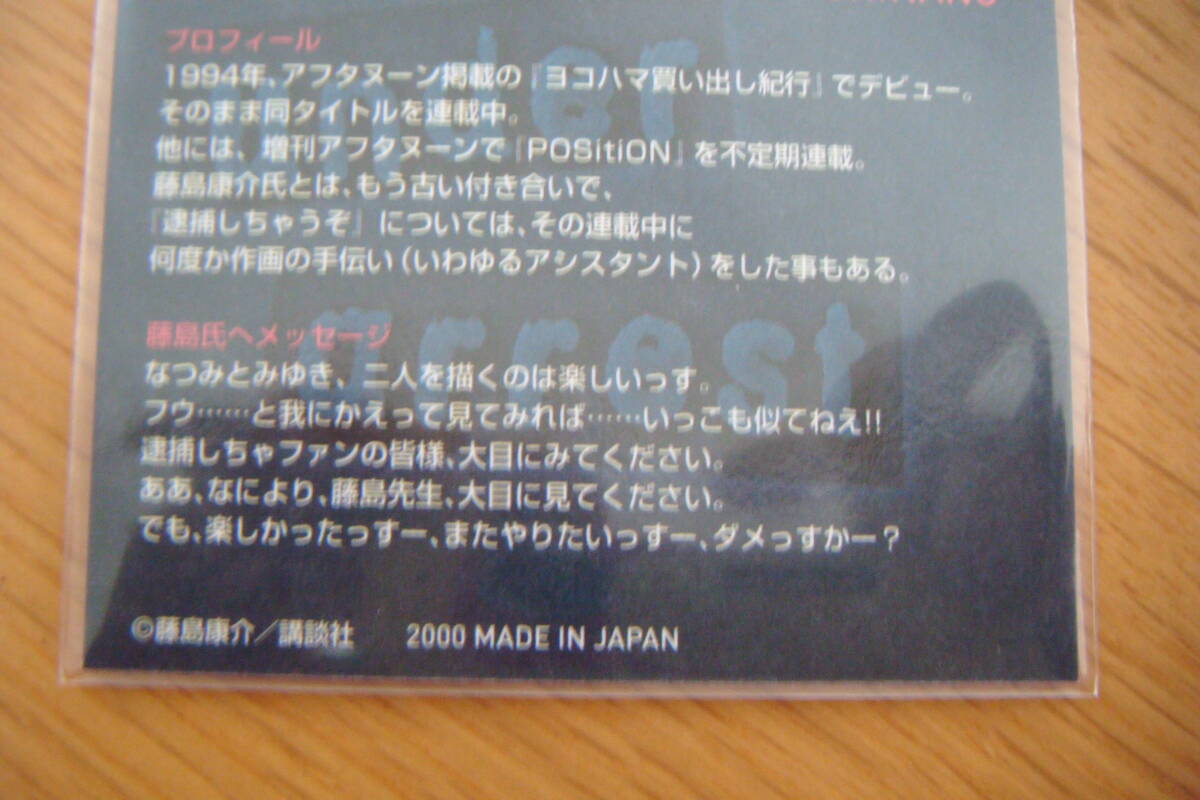 プロフィール
1994年、アフタヌーン掲載の『ヨコハマ買い出し紀行』でデビュー。
そのまま同タイトルを連載中。
他には、増刊アフタヌーンで『POSitiON』を不定期連載。
藤島康介氏とは、もう古い付き合いで、
『逮捕しちゃうぞ』については、その連載中に
何度か作画の手伝い(いわゆるアシスタント)をした事もある。
under
arrest
藤島氏へメッセージ
なつみとみゆき、二人を描くのは楽しいっす。
フウ……と我にかえって見てみれば……いっこも似てねえ!!
逮捕しちゃファンの皆様、大目にみてください。
ああ、なにより、藤島先生、大目に見てください。
でも、楽しかったっすー、またやりたいっすー、ダメっすかー?
©藤島康介/講談社 2000 MADE IN JAPAN